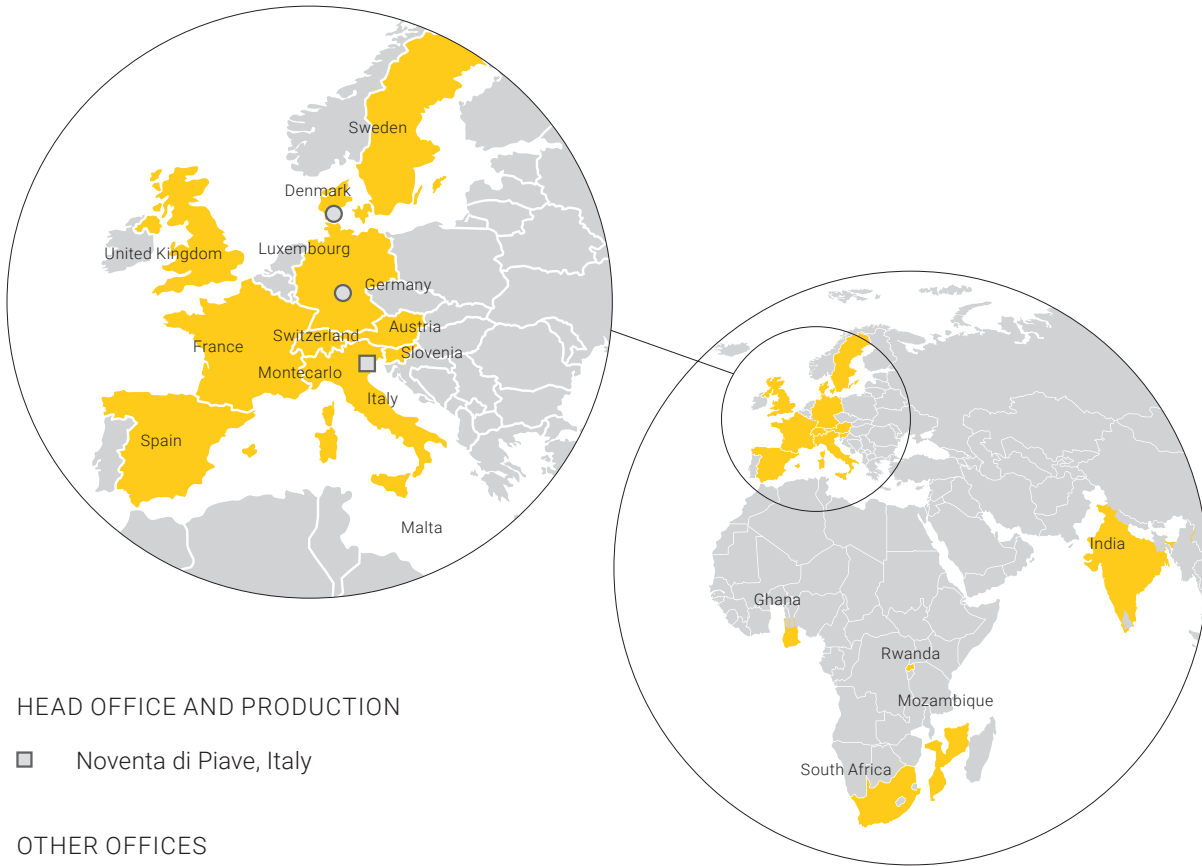 Sweden
Denmark
United Kingdom
Luxembourg
Germany
Switzerland
Austria
France
Slovenia
Montecarlo
Italy
Spain
Malta
India
Ghana
Rwanda
Mozambique
South Africa
HEAD OFFICE AND PRODUCTION
Noventa di Piave, Italy
OTHER OFFICES